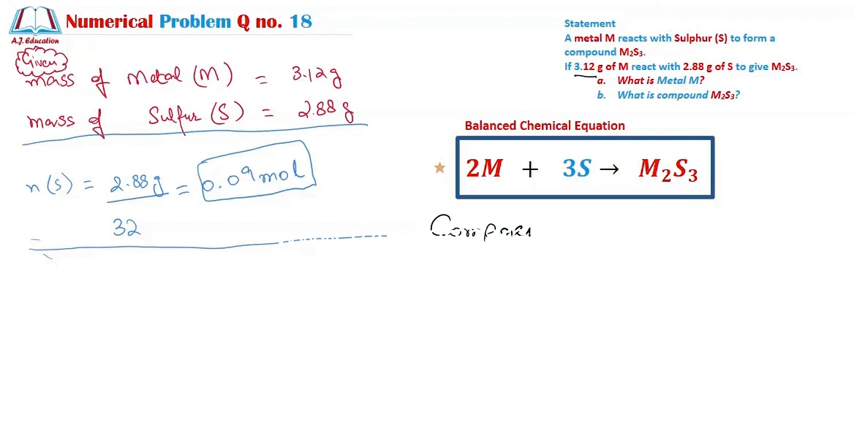 Numerical Problem Q no. 18
A.J. Education
Given
mass of Metal (M) = 3.12g
mass of Sulfur (S) = 2.88 g
n(s) = 2.88g / 32 = 0.09 mol
Statement
A metal M reacts with Sulphur (S) to form a
compound M₂S₃.
If 3.12 g of M react with 2.88 g of S to give M₂S₃.
a. What is Metal M?
b. What is compound M₂S₃?
Balanced Chemical Equation
2M + 3S → M₂S₃